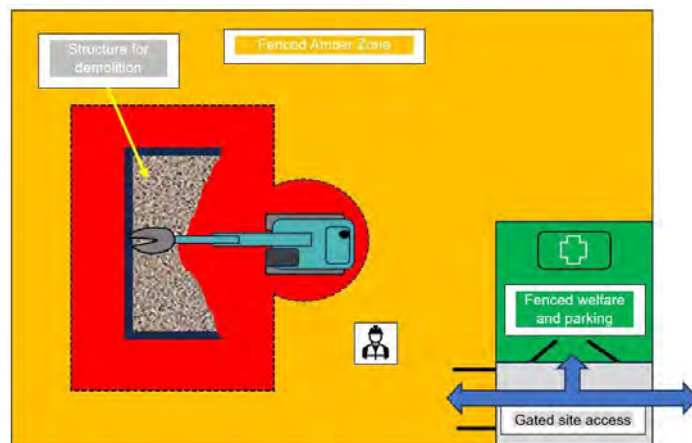 Structure for
demolition
Fenced Amber Zone
Fenced welfare
and parking
Gated site access